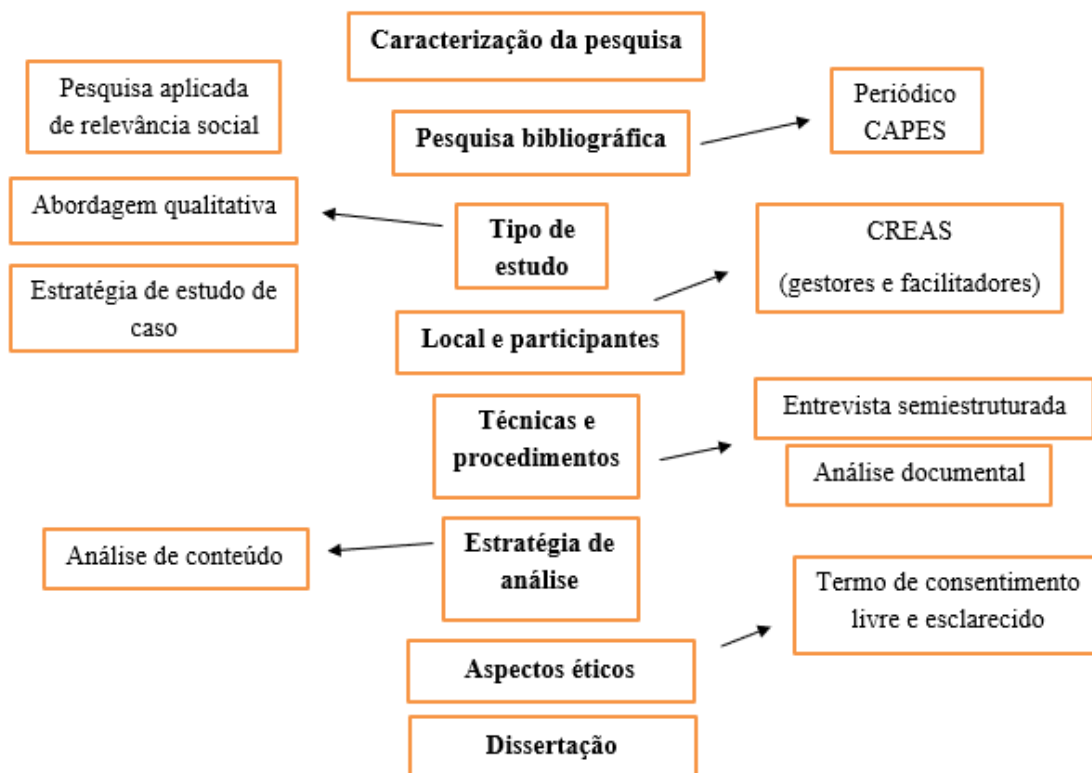 Caracterização da pesquisa
Pesquisa aplicada
de relevância social
Periódico
CAPES
Pesquisa bibliográfica
Abordagem qualitativa
Tipo de
estudo
CREAS
(gestores e facilitadores)
Estratégia de estudo de
caso
Local e participantes
Entrevista semiestruturada
Técnicas e
procedimentos
Análise documental
Análise de conteúdo
Estratégia de
análise
Termo de consentimento
livre e esclarecido
Aspectos éticos
Dissertação